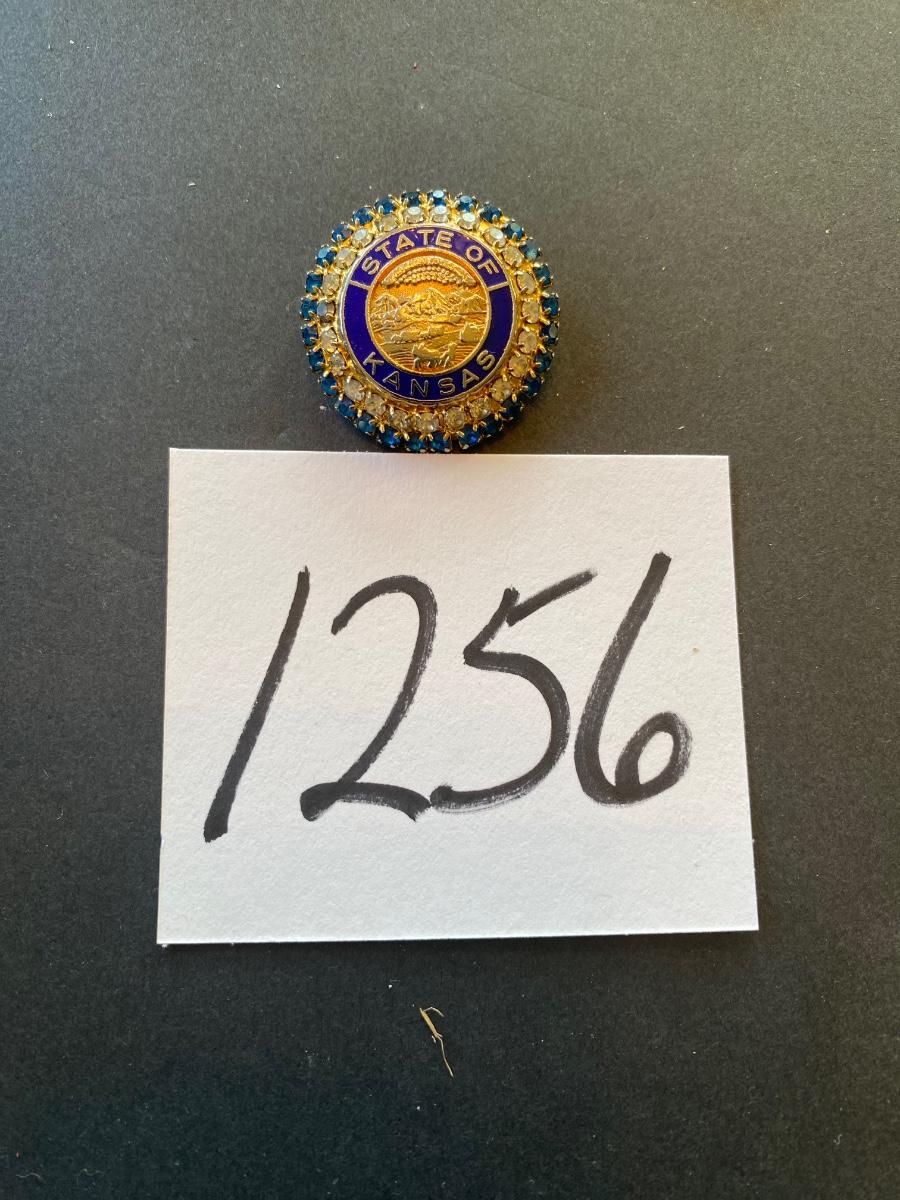 STATE OF
KANSAS
1256